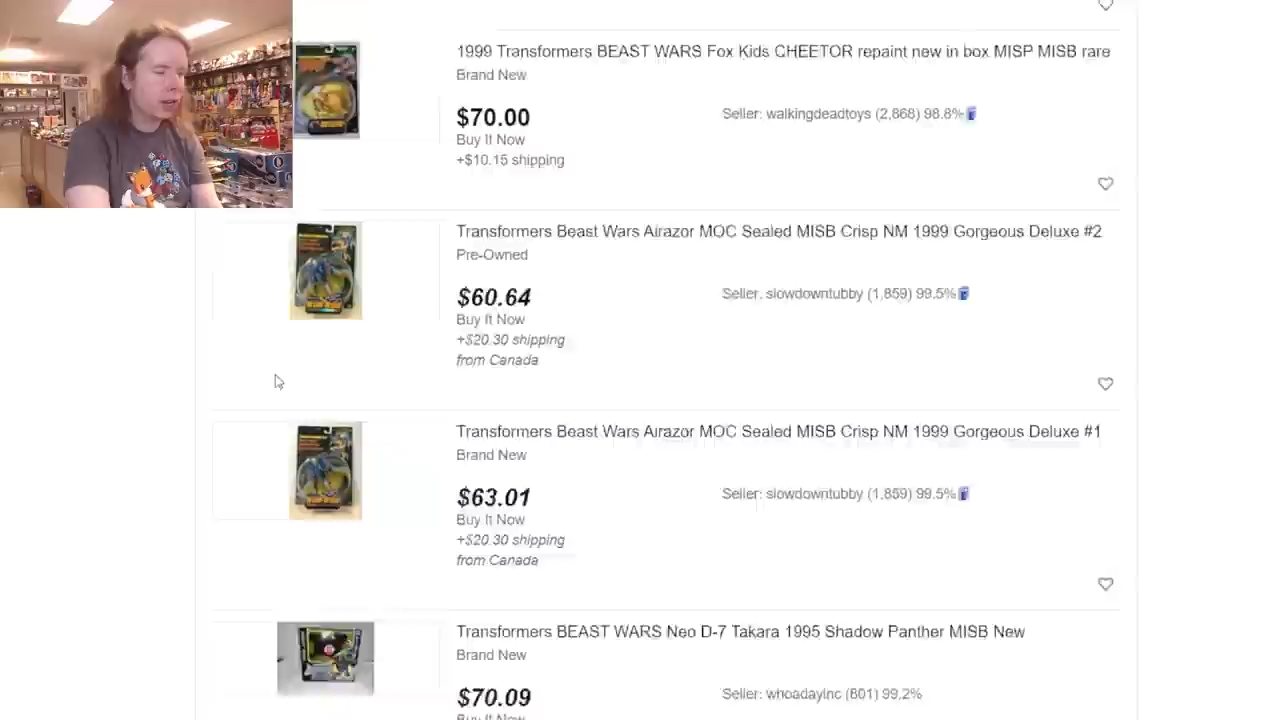 1999 Transformers BEAST WARS Fox Kids CHEETOR repaint new in box MISP MISB rare
Brand New
$70.00
Seller: walkingdeadtoys (2,868) 98.8%
Buy It Now
+$10.15 shipping
Transformers Beast Wars Airazor MOC Sealed MISB Crisp NM 1999 Gorgeous Deluxe #2
Pre-Owned
$60.64
Seller: slowdowntubby (1,859) 99.5%
Buy It Now
+$20.30 shipping
from Canada
Transformers Beast Wars Airazor MOC Sealed MISB Crisp NM 1999 Gorgeous Deluxe #1
Brand New
$63.01
Seller: slowdowntubby (1,859) 99.5%
Buy It Now
+$20.30 shipping
from Canada
Transformers BEAST WARS Neo D-7 Takara 1995 Shadow Panther MISB New
Brand New
$70.09
Seller: whoadayinc (801) 99.2%
Buy It Now